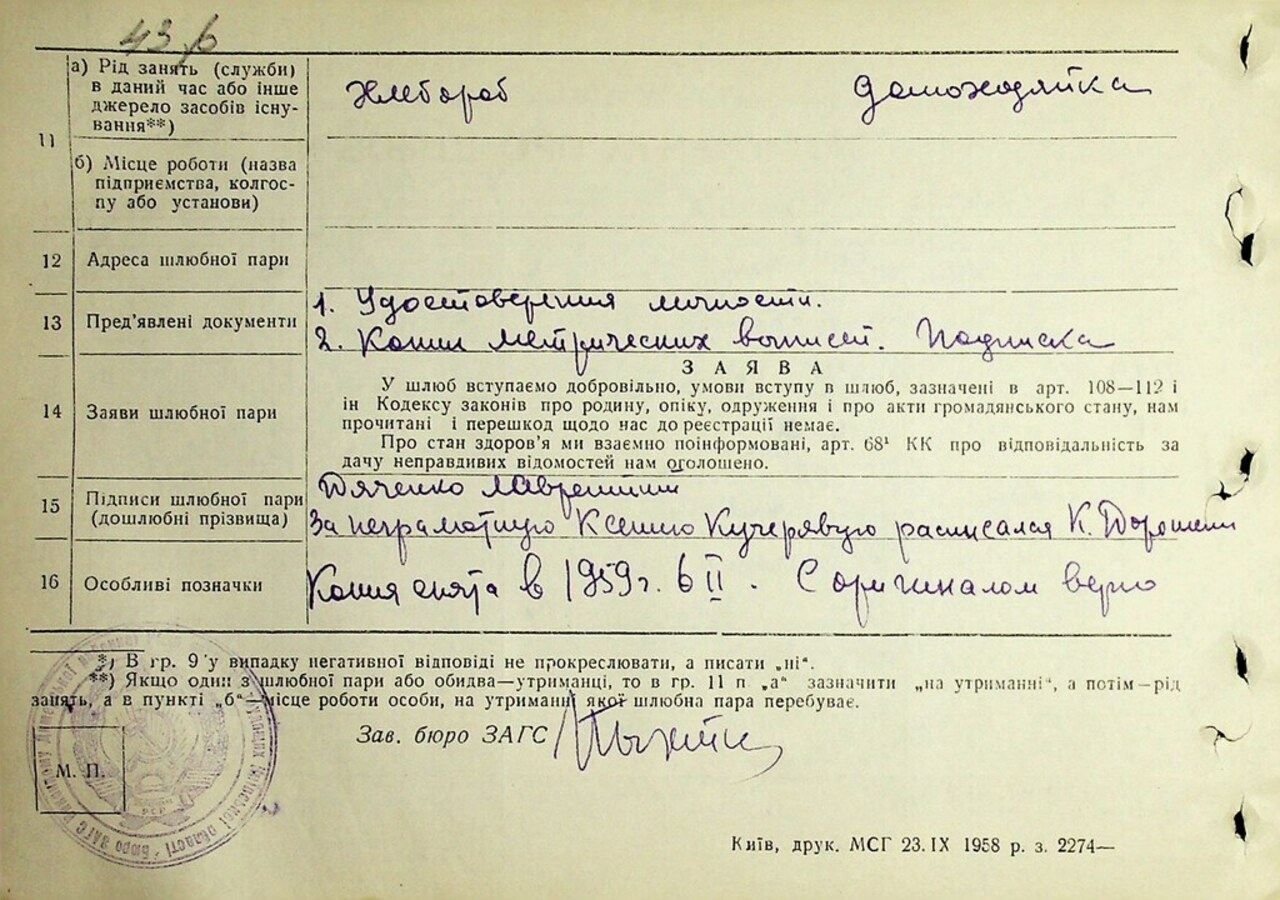 43 б
а) Рід занять (служби)
в даний час або інше
джерело засобів існу-
вання**)
Хлебороб Домохозяйка
11
б) Місце роботи (назва
підприємства, колгос-
пу або установи)
12 Адреса шлюбної пари
13 Пред'явлені документи
1. Удостоверения личности.
2. Копии метрических выписей. Подписка
14 Заяви шлюбної пари
ЗАЯВА
У шлюб вступаємо добровільно, умови вступу в шлюб, зазначені в арт. 108—112 і
ін Кодексу законів про родину, опіку, одруження і про акти громадянського стану, нам
прочитані і перешкод щодо нас до реєстрації немає.
Про стан здоров'я ми взаємно поінформовані, арт. 68¹ КК про відповідальність за
дачу неправдивих відомостей нам оголошено.
15 Підписи шлюбної пари
(дошлюбні прізвища)
Дяченко Лаврентий
За неграмотную Ксению Кучерявую расписался К. Дорошенко
16 Особливі позначки
Копия снята в 1959 г. 6 II. С оригиналом верно
*) В гр. 9 у випадку негативної відповіді не прокреслювати, а писати „ні".
**) Якщо один з шлюбної пари або обидва—утриманці, то в гр. 11 п „а" зазначити „на утриманні", а потім—рід
занять, а в пункті „б"—місце роботи особи, на утриманні якої шлюбна пара перебуває.
Зав. бюро ЗАГС
М. П.
Київ, друк. МСГ 23.IX 1958 р. з. 2274—